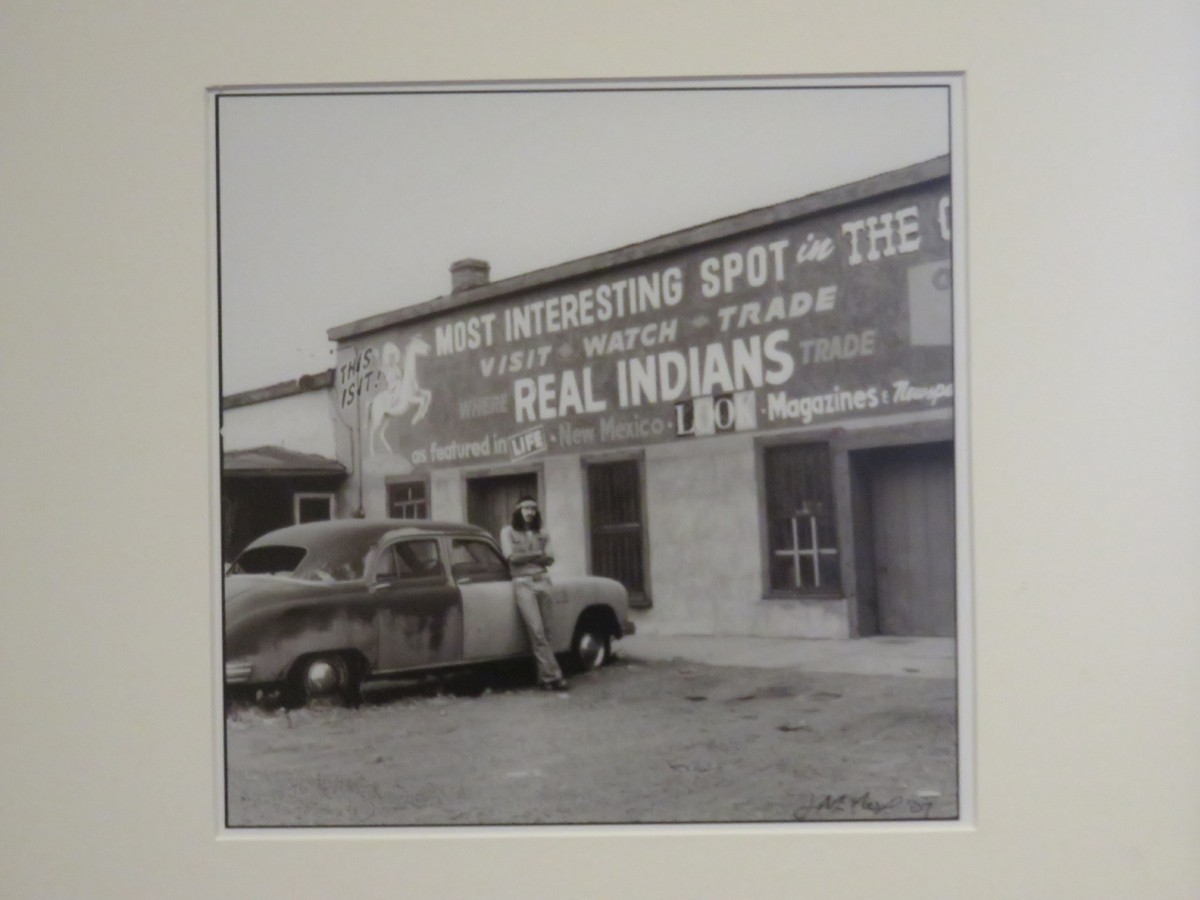 THIS
IS IT!
MOST INTERESTING SPOT in THE
VISIT WATCH TRADE
WHERE REAL INDIANS TRADE
as featured in LIFE · New Mexico · LOOK · Magazines & Newspa